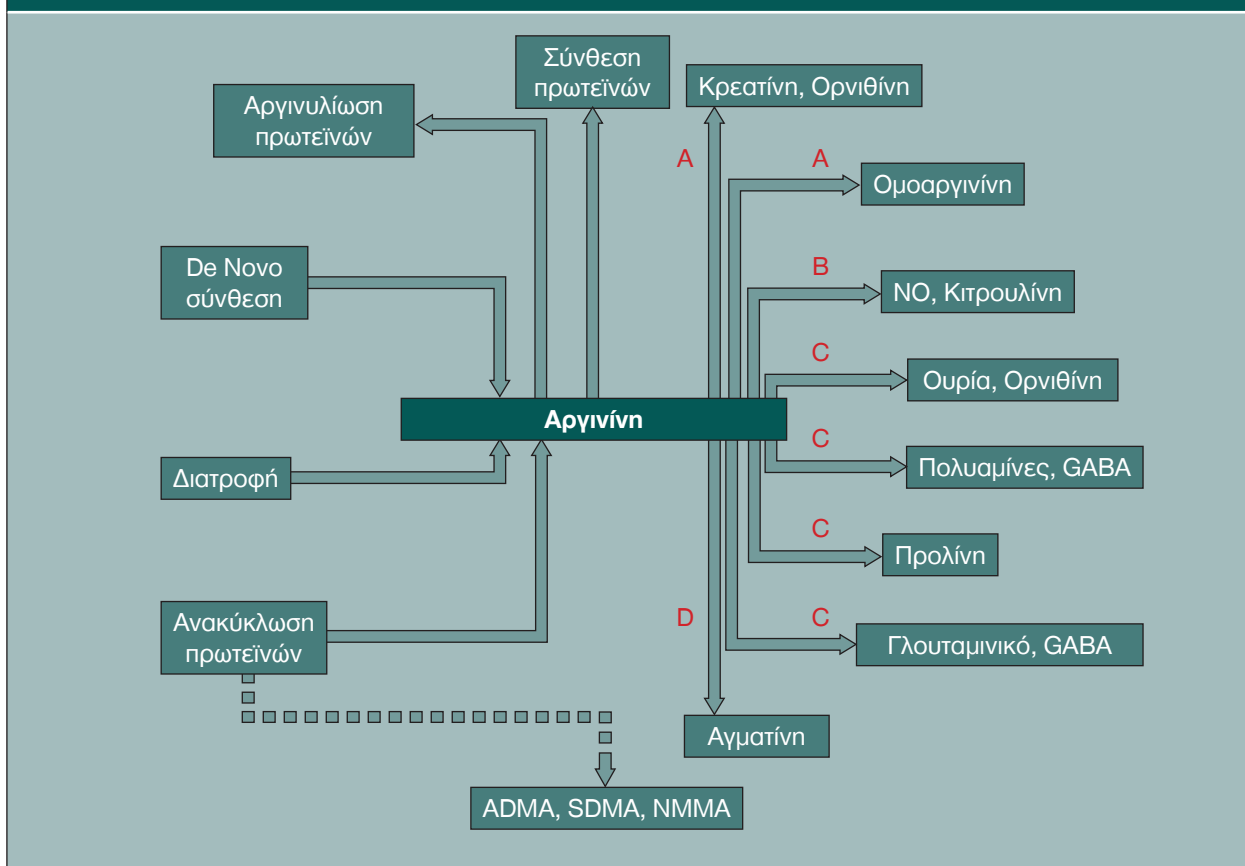 Σύνθεση
πρωτεϊνών
Κρεατίνη, Ορνιθίνη
Αργινυλίωση
πρωτεϊνών
A
A
Ομοαργινίνη
De Novo
σύνθεση
B
NO, Κιτρουλίνη
C
Ουρία, Ορνιθίνη
Αργινίνη
C
Πολυαμίνες, GABA
Διατροφή
C
Προλίνη
Ανακύκλωση
πρωτεϊνών
D
C
Γλουταμινικό, GABA
Αγματίνη
ADMA, SDMA, NMMA